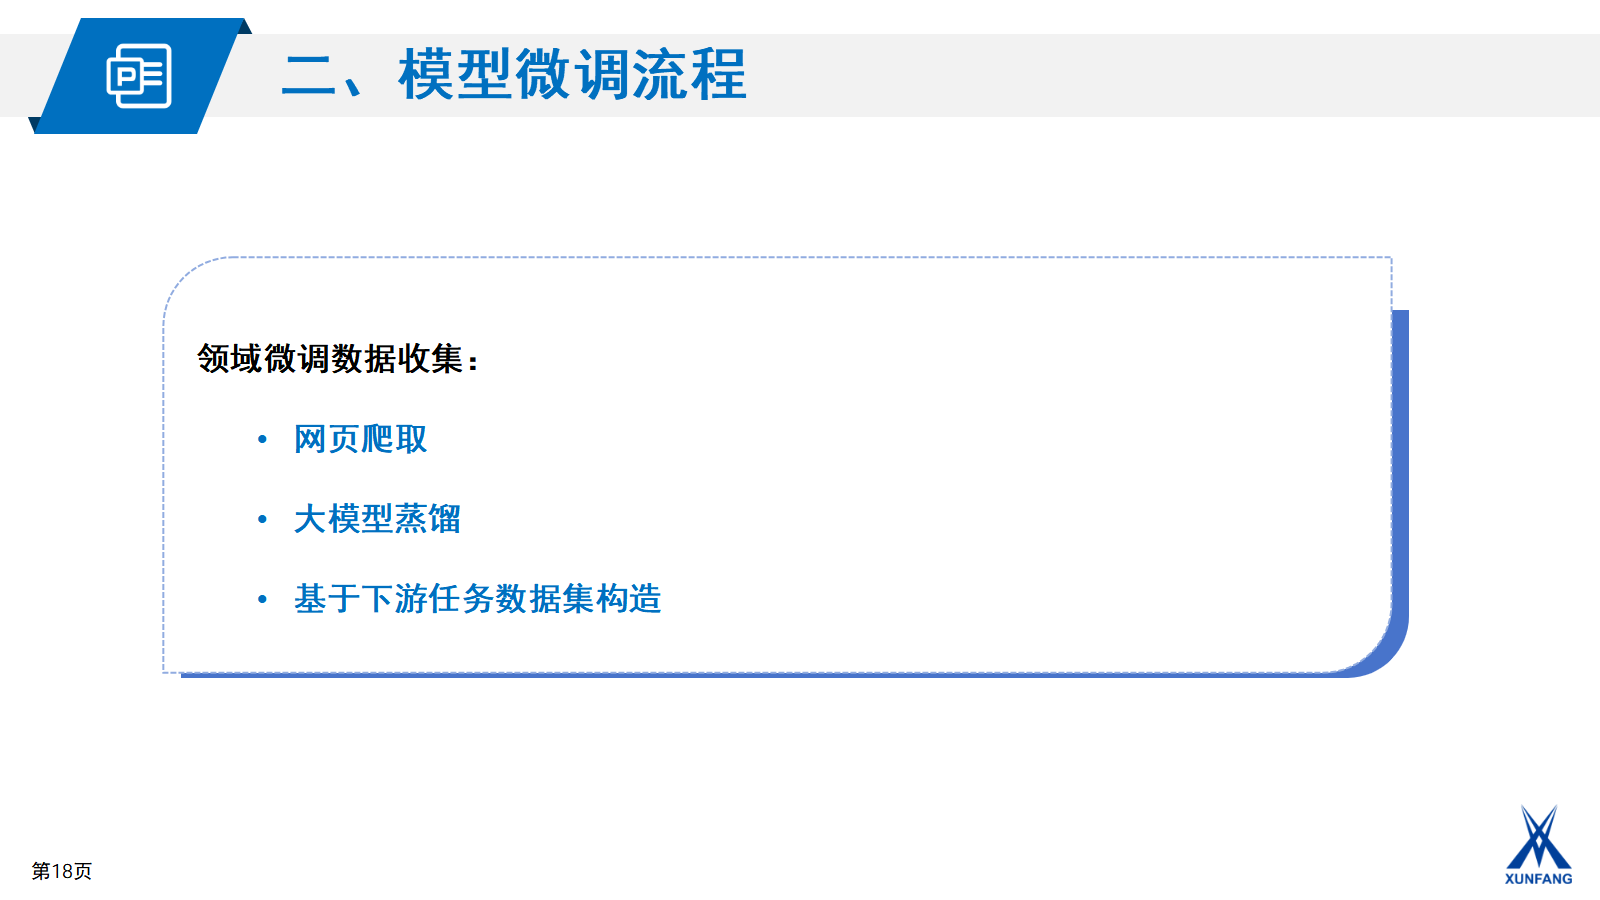 二、模型微调流程
领域微调数据收集：
• 网页爬取
• 大模型蒸馏
• 基于下游任务数据集构造
第18页
XUNFANG